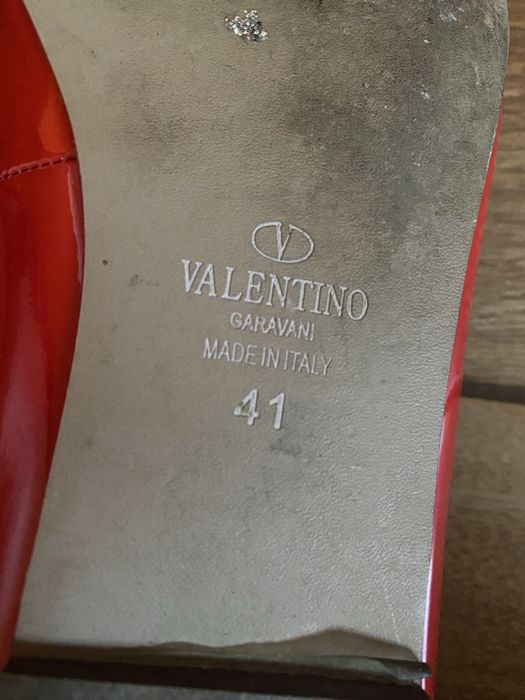 V
VALENTINO
GARAVANI
MADE IN ITALY
41